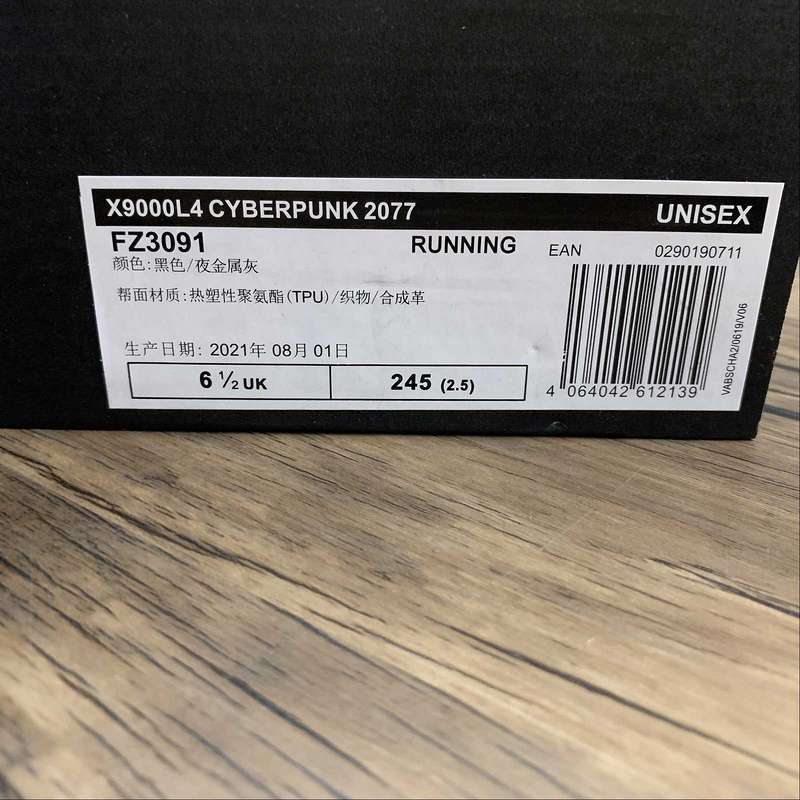 X9000L4 CYBERPUNK 2077 UNISEX
FZ3091 RUNNING EAN 0290190711
颜色:黑色/夜金属灰
帮面材质:热塑性聚氨酯(TPU)/织物/合成革
生产日期: 2021年 08月 01日
6 ½ UK 245 (2.5)
4 064042 612139
VABSCHA2/0619/V06